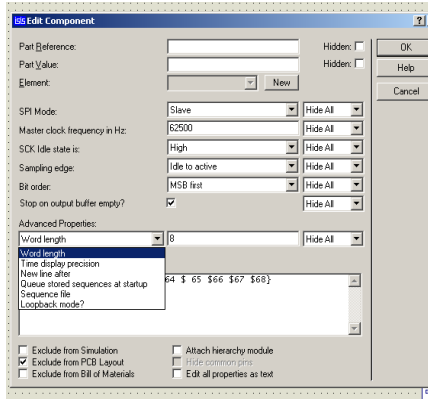 ISIS Edit Component ?
Part Reference: Hidden: OK
Part Value: Hidden: Help
Element: New Cancel
SPI Mode: Slave Hide All
Master clock frequency in Hz: 62500 Hide All
SCK Idle state is: High Hide All
Sampling edge: Idle to active Hide All
Bit order: MSB first Hide All
Stop on output buffer empty? Hide All
Advanced Properties:
Word length 8 Hide All
Word length
Time display precision
New line after
Queue stored sequences at startup 64 $ 65 $66 $67 $68}
Sequence file
Loopback mode?
Exclude from Simulation Attach hierarchy module
Exclude from PCB Layout Hide common pins
Exclude from Bill of Materials Edit all properties as text